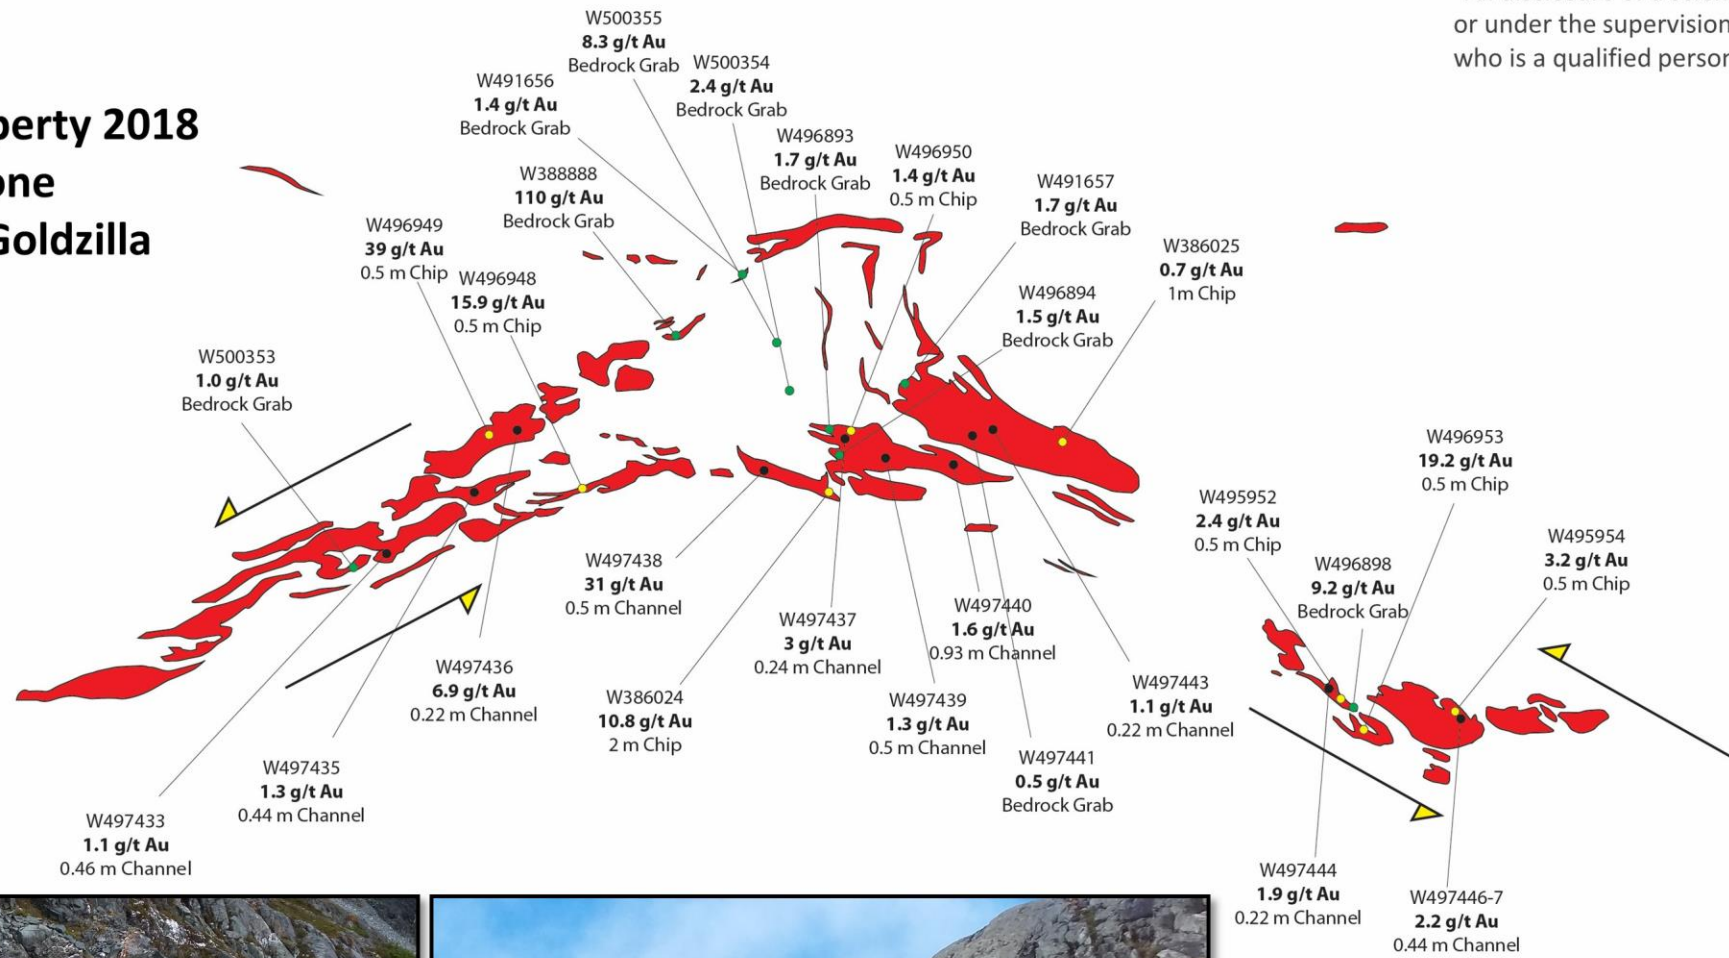 or under the supervision
who is a qualified person
perty 2018
one
Goldzilla
W500355
8.3 g/t Au
Bedrock Grab
W500354
2.4 g/t Au
Bedrock Grab
W491656
1.4 g/t Au
Bedrock Grab
W496893
1.7 g/t Au
Bedrock Grab
W496950
1.4 g/t Au
0.5 m Chip
W388888
110 g/t Au
Bedrock Grab
W491657
1.7 g/t Au
Bedrock Grab
W496949
39 g/t Au
0.5 m Chip
W496948
15.9 g/t Au
0.5 m Chip
W386025
0.7 g/t Au
1m Chip
W496894
1.5 g/t Au
Bedrock Grab
W500353
1.0 g/t Au
Bedrock Grab
W496953
19.2 g/t Au
0.5 m Chip
W495952
2.4 g/t Au
0.5 m Chip
W495954
3.2 g/t Au
0.5 m Chip
W496898
9.2 g/t Au
Bedrock Grab
W497438
31 g/t Au
0.5 m Channel
W497437
3 g/t Au
0.24 m Channel
W497440
1.6 g/t Au
0.93 m Channel
W497436
6.9 g/t Au
0.22 m Channel
W386024
10.8 g/t Au
2 m Chip
W497439
1.3 g/t Au
0.5 m Channel
W497443
1.1 g/t Au
0.22 m Channel
W497441
0.5 g/t Au
Bedrock Grab
W497435
1.3 g/t Au
0.44 m Channel
W497433
1.1 g/t Au
0.46 m Channel
W497444
1.9 g/t Au
0.22 m Channel
W497446-7
2.2 g/t Au
0.44 m Channel